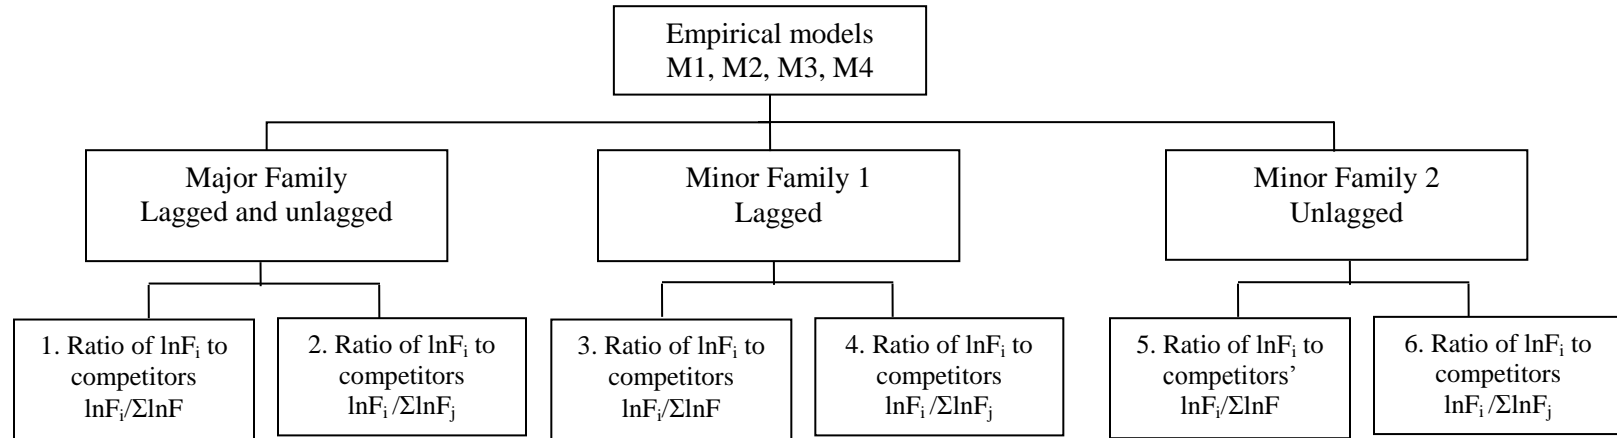 Empirical models
M1, M2, M3, M4
Major Family
Lagged and unlagged
Minor Family 1
Lagged
Minor Family 2
Unlagged
1. Ratio of lnFᵢ to
competitors
lnFᵢ/ΣlnF
2. Ratio of lnFᵢ to
competitors
lnFᵢ /ΣlnFⱼ
3. Ratio of lnFᵢ to
competitors
lnFᵢ/ΣlnF
4. Ratio of lnFᵢ to
competitors
lnFᵢ /ΣlnFⱼ
5. Ratio of lnFᵢ to
competitors’
lnFᵢ/ΣlnF
6. Ratio of lnFᵢ to
competitors
lnFᵢ /ΣlnFⱼ